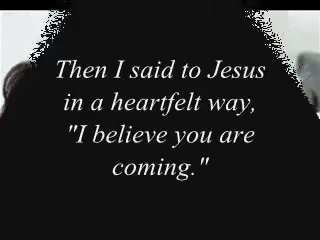 Then I said to Jesus
in a heartfelt way,
"I believe you are
coming."